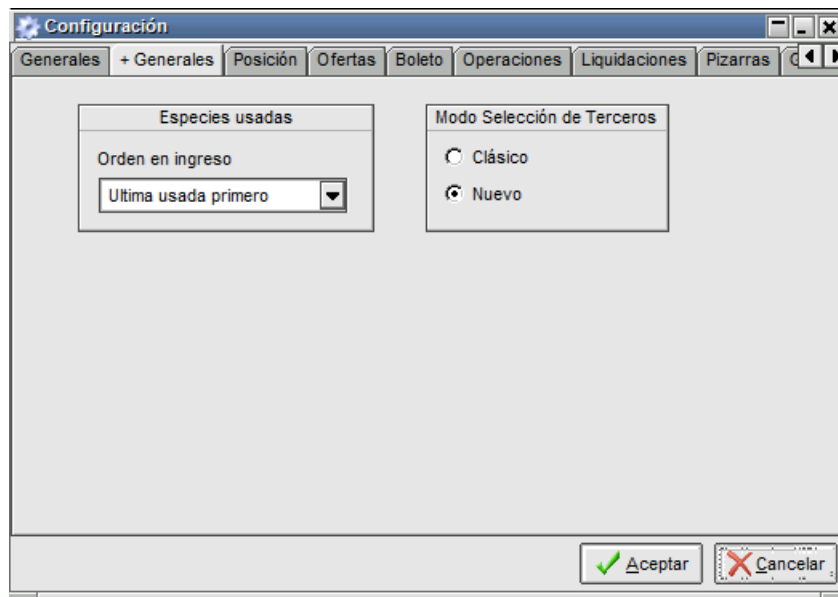 Configuración
Generales + Generales Posición Ofertas Boleto Operaciones Liquidaciones Pizarras
Especies usadas
Orden en ingreso
Ultima usada primero
Modo Selección de Terceros
Clásico
Nuevo
Aceptar Cancelar